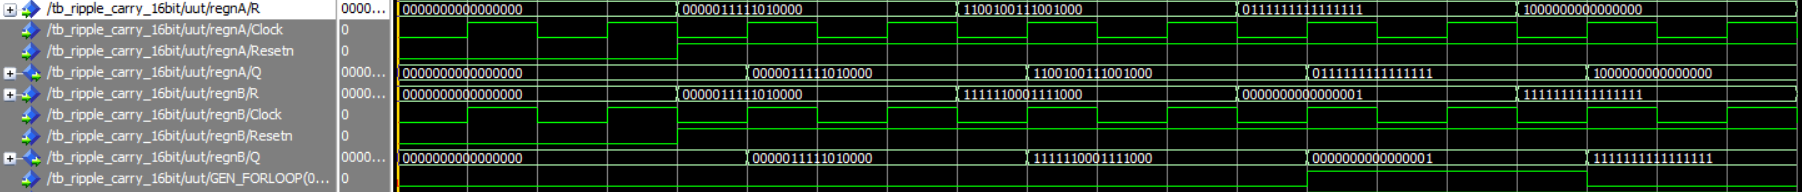 /tb_ripple_carry_16bit/uut/regnA/R 0000... 0000000000000000 0000011111010000 1100100111001000 0111111111111111 1000000000000000
/tb_ripple_carry_16bit/uut/regnA/Clock 0
/tb_ripple_carry_16bit/uut/regnA/Resetn 0
/tb_ripple_carry_16bit/uut/regnA/Q 0000... 0000000000000000 0000011111010000 1100100111001000 0111111111111111 1000000000000000
/tb_ripple_carry_16bit/uut/regnB/R 0000... 0000000000000000 0000011111010000 1111110001111000 0000000000000001 1111111111111111
/tb_ripple_carry_16bit/uut/regnB/Clock 0
/tb_ripple_carry_16bit/uut/regnB/Resetn 0
/tb_ripple_carry_16bit/uut/regnB/Q 0000... 0000000000000000 0000011111010000 1111110001111000 0000000000000001 1111111111111111
/tb_ripple_carry_16bit/uut/GEN_FORLOOP(0... 0